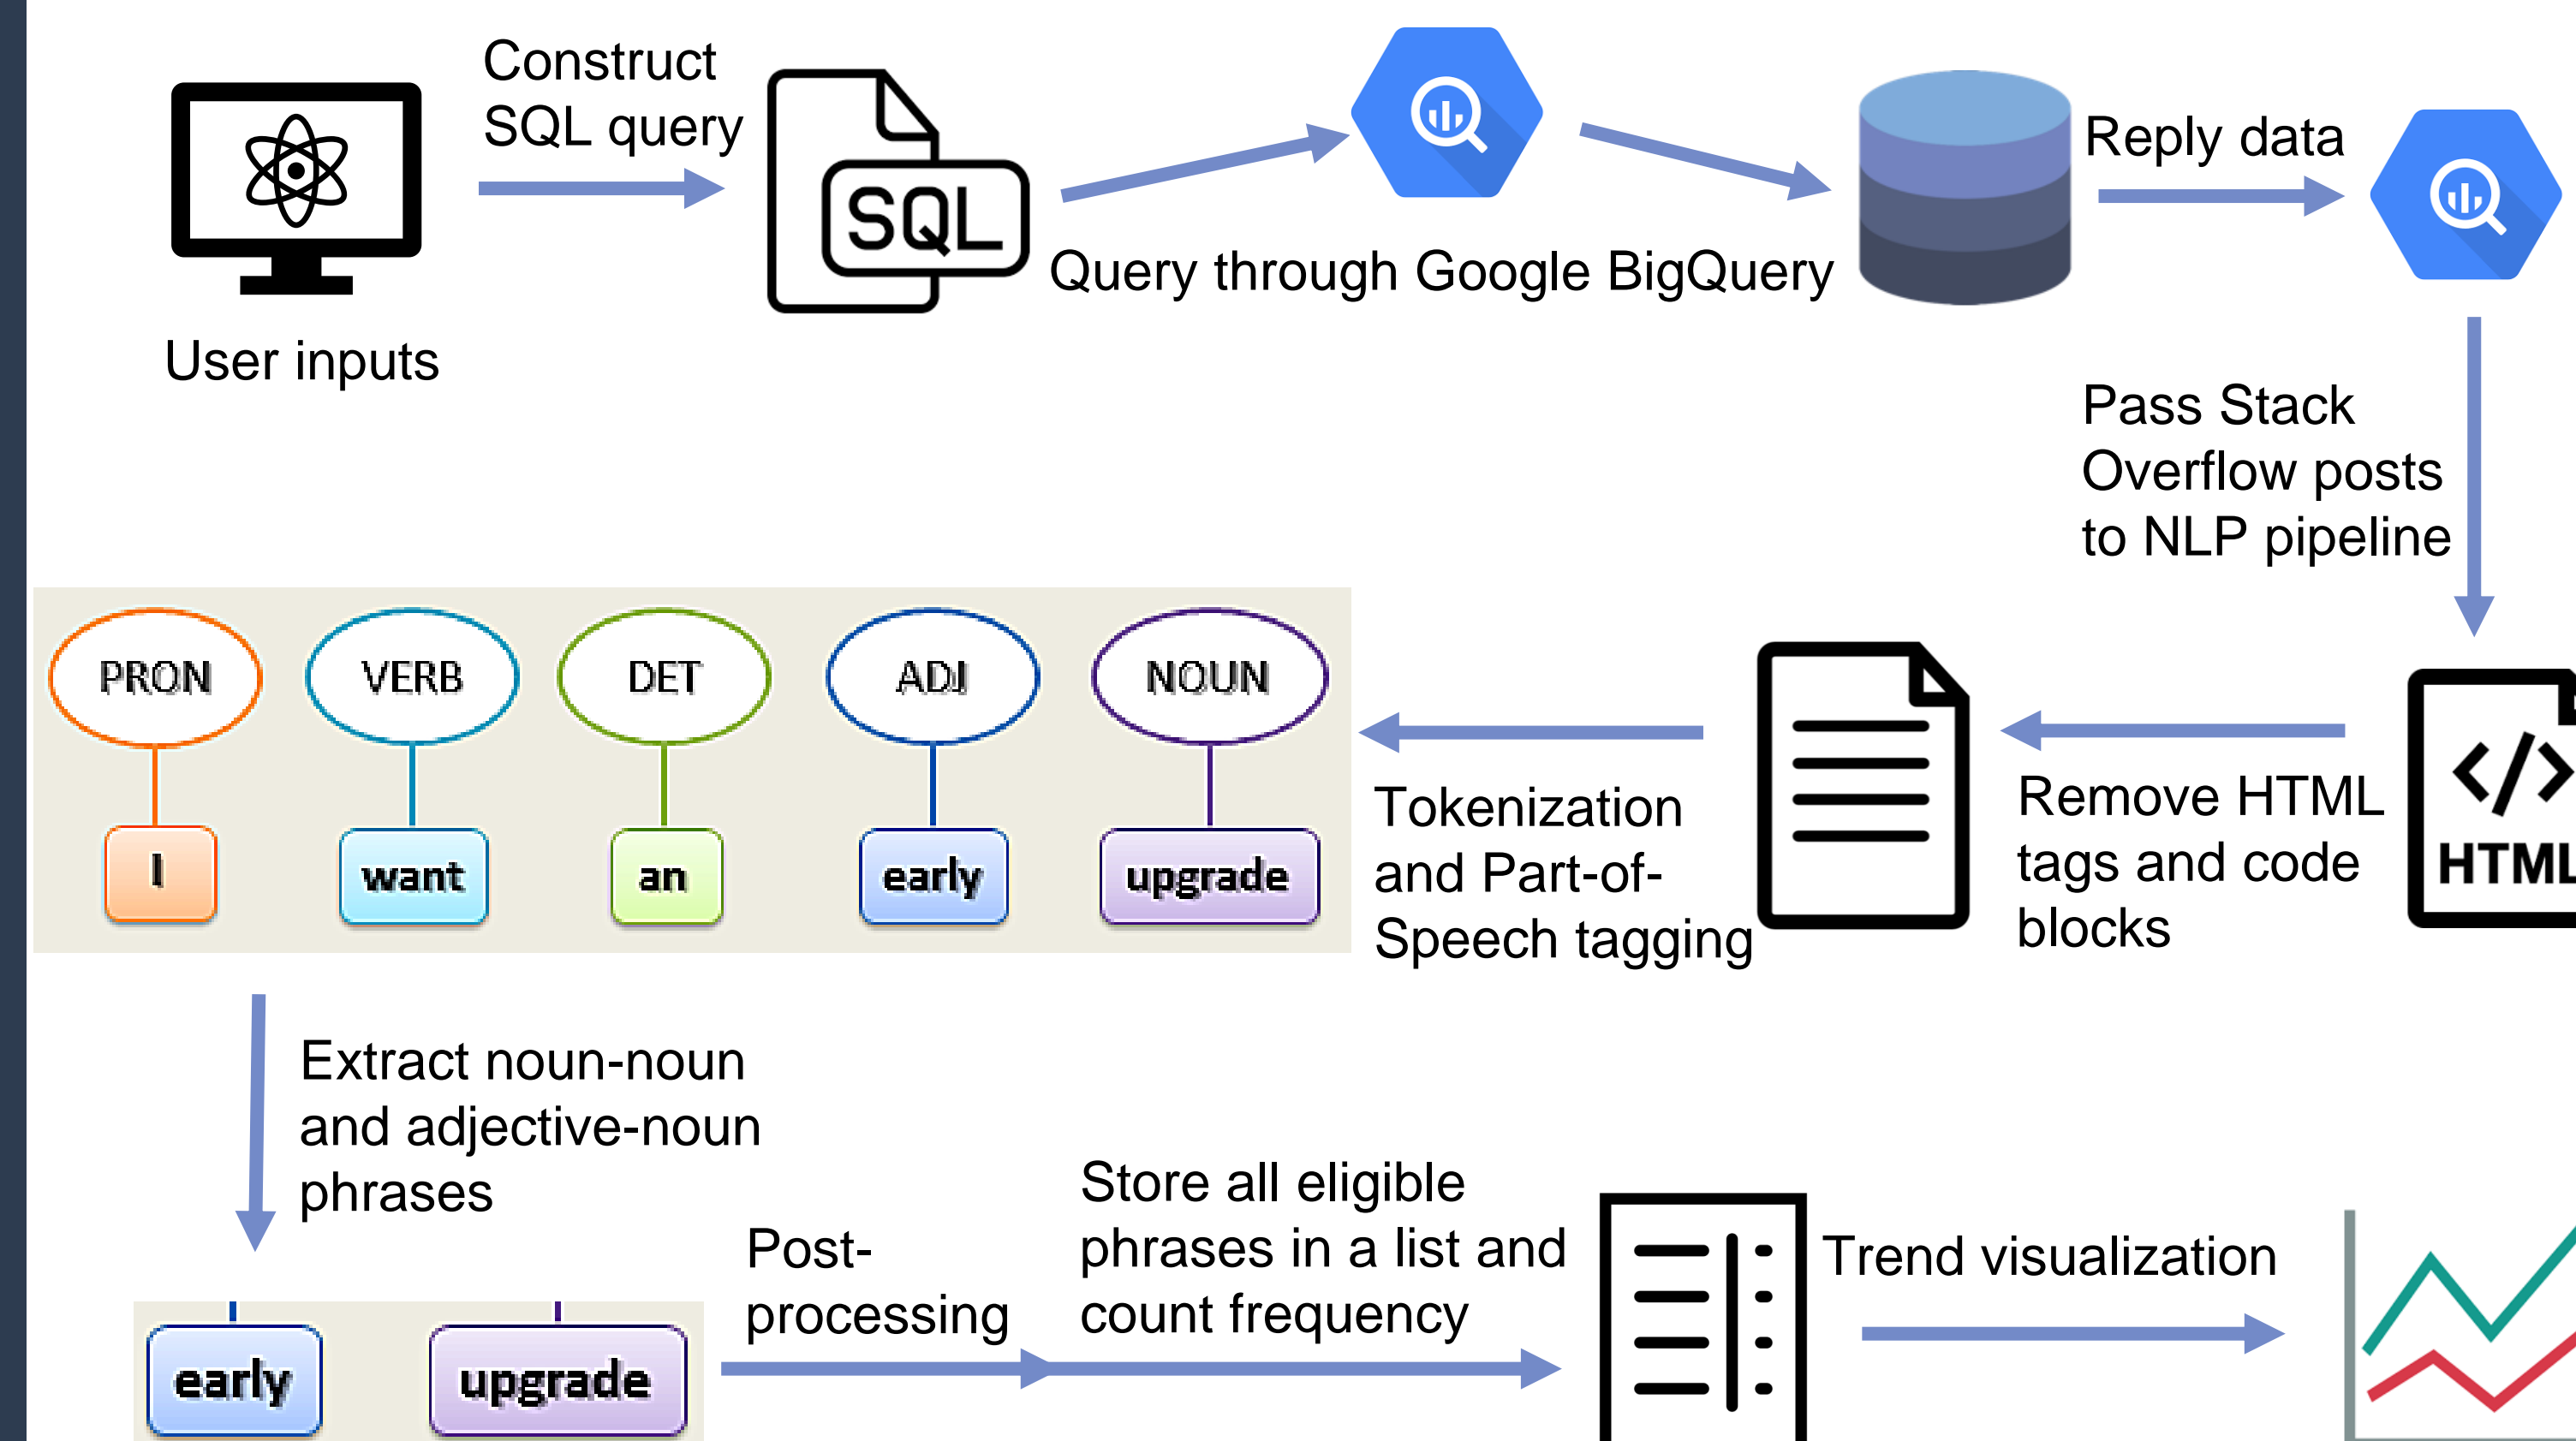 Construct
SQL query
SQL
Query through Google BigQuery
Reply data
User inputs
Pass Stack
Overflow posts
to NLP pipeline
HTML
Remove HTML
tags and code
blocks
Tokenization
and Part-of-
Speech tagging
PRON VERB DET ADJ NOUN
I want an early upgrade
Extract noun-noun
and adjective-noun
phrases
early upgrade
Post-
processing
Store all eligible
phrases in a list and
count frequency
Trend visualization